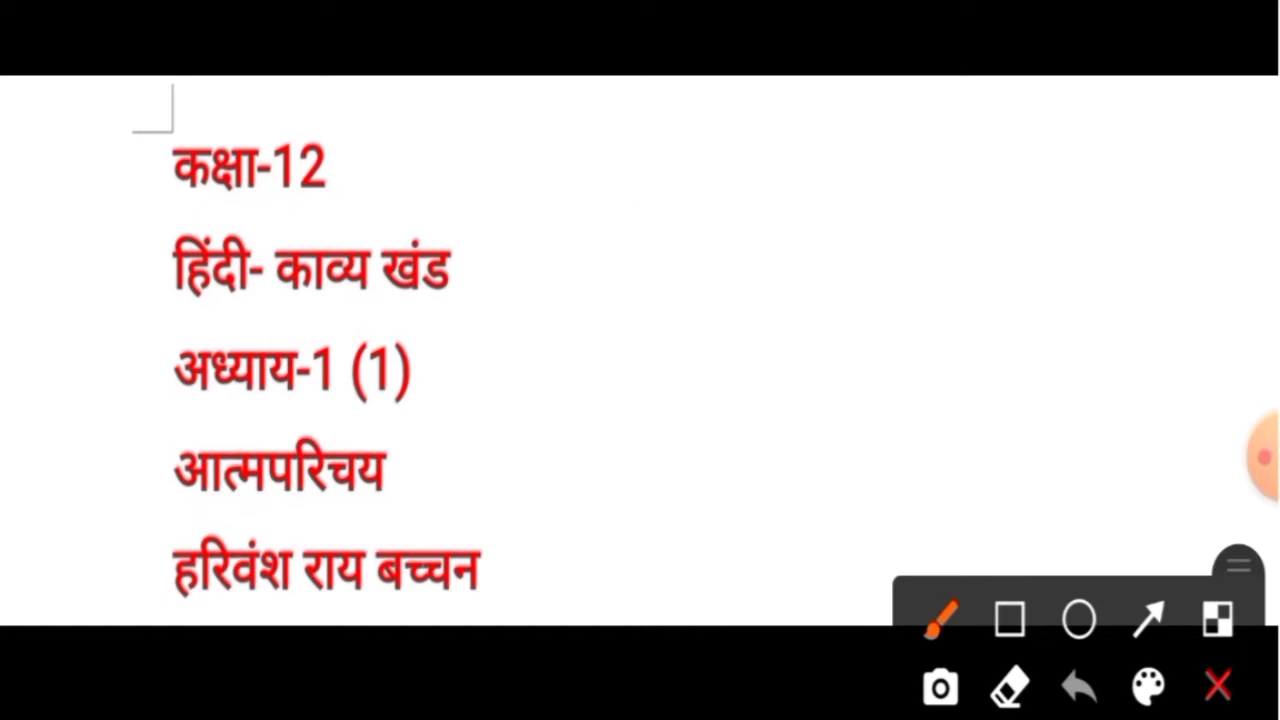 कक्षा-12
हिंदी- काव्य खंड
अध्याय-1 (1)
आत्मपरिचय
हरिवंश राय बच्चन